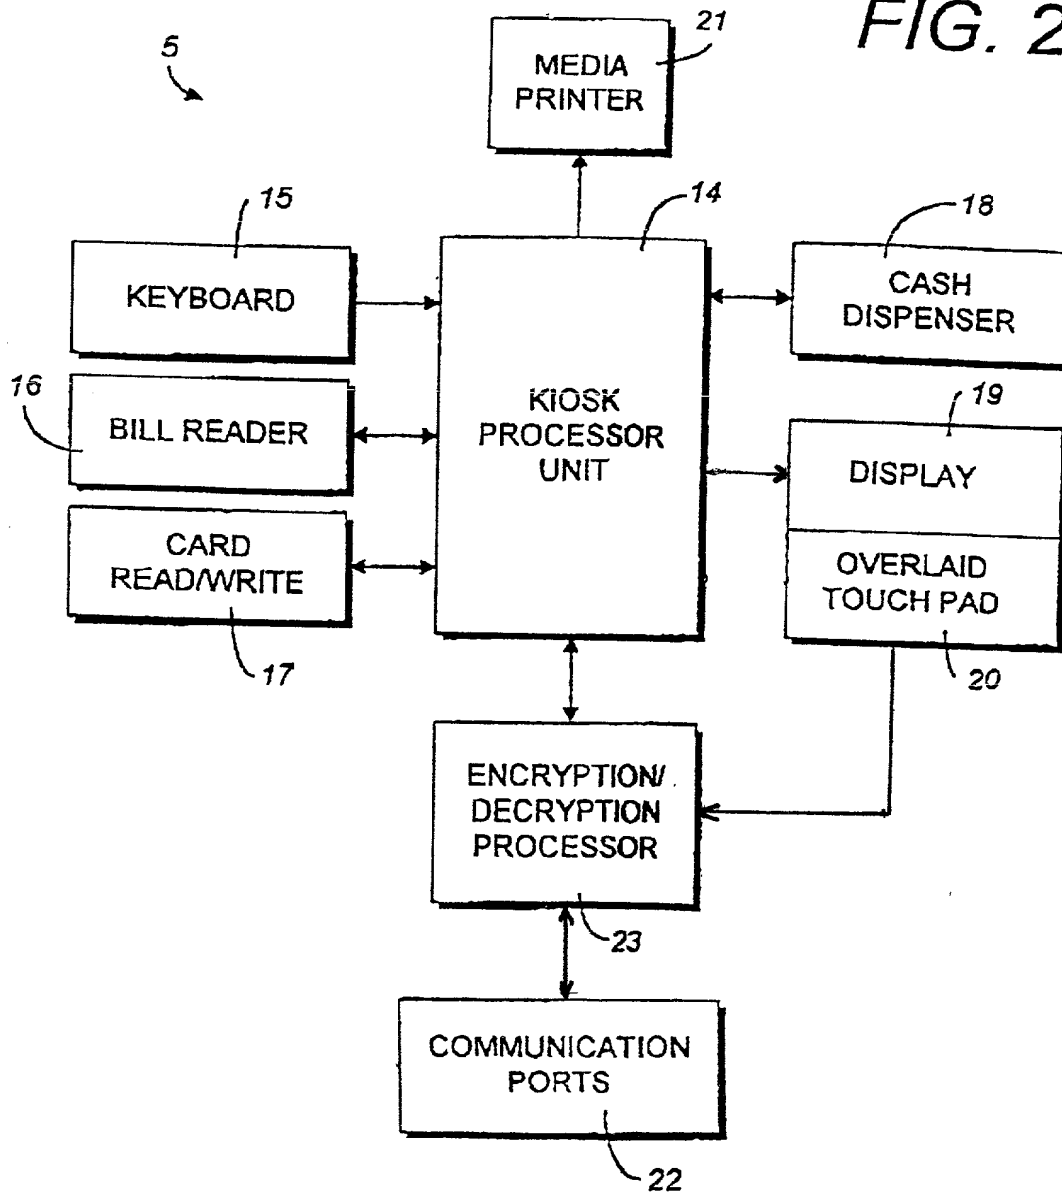 FIG. 2
5
21
MEDIA
PRINTER
15
14
18
KEYBOARD
CASH
DISPENSER
16
BILL READER
KIOSK
PROCESSOR
UNIT
19
DISPLAY
CARD
READ/WRITE
OVERLAID
TOUCH PAD
17
20
ENCRYPTION/
DECRYPTION
PROCESSOR
23
COMMUNICATION
PORTS
22